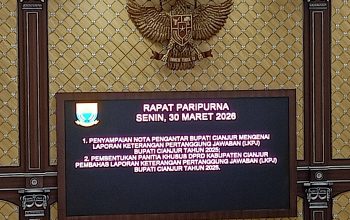 RAPAT PARIPURNA
SENIN, 30 MARET 2026
1. PENYAMPAIAN NOTA PENGANTAR BUPATI CIANJUR MENGENAI
LAPORAN KETERANGAN PERTANGGUNG JAWABAN (LKPJ)
BUPATI CIANJUR TAHUN 2025;
2. PEMBENTUKAN PANITIA KHUSUS DPRD KABUPATEN CIANJUR
PEMBAHAS LAPORAN KETERANGAN PERTANGGUNG JAWABAN (LKPJ)
BUPATI CIANJUR TAHUN 2025.